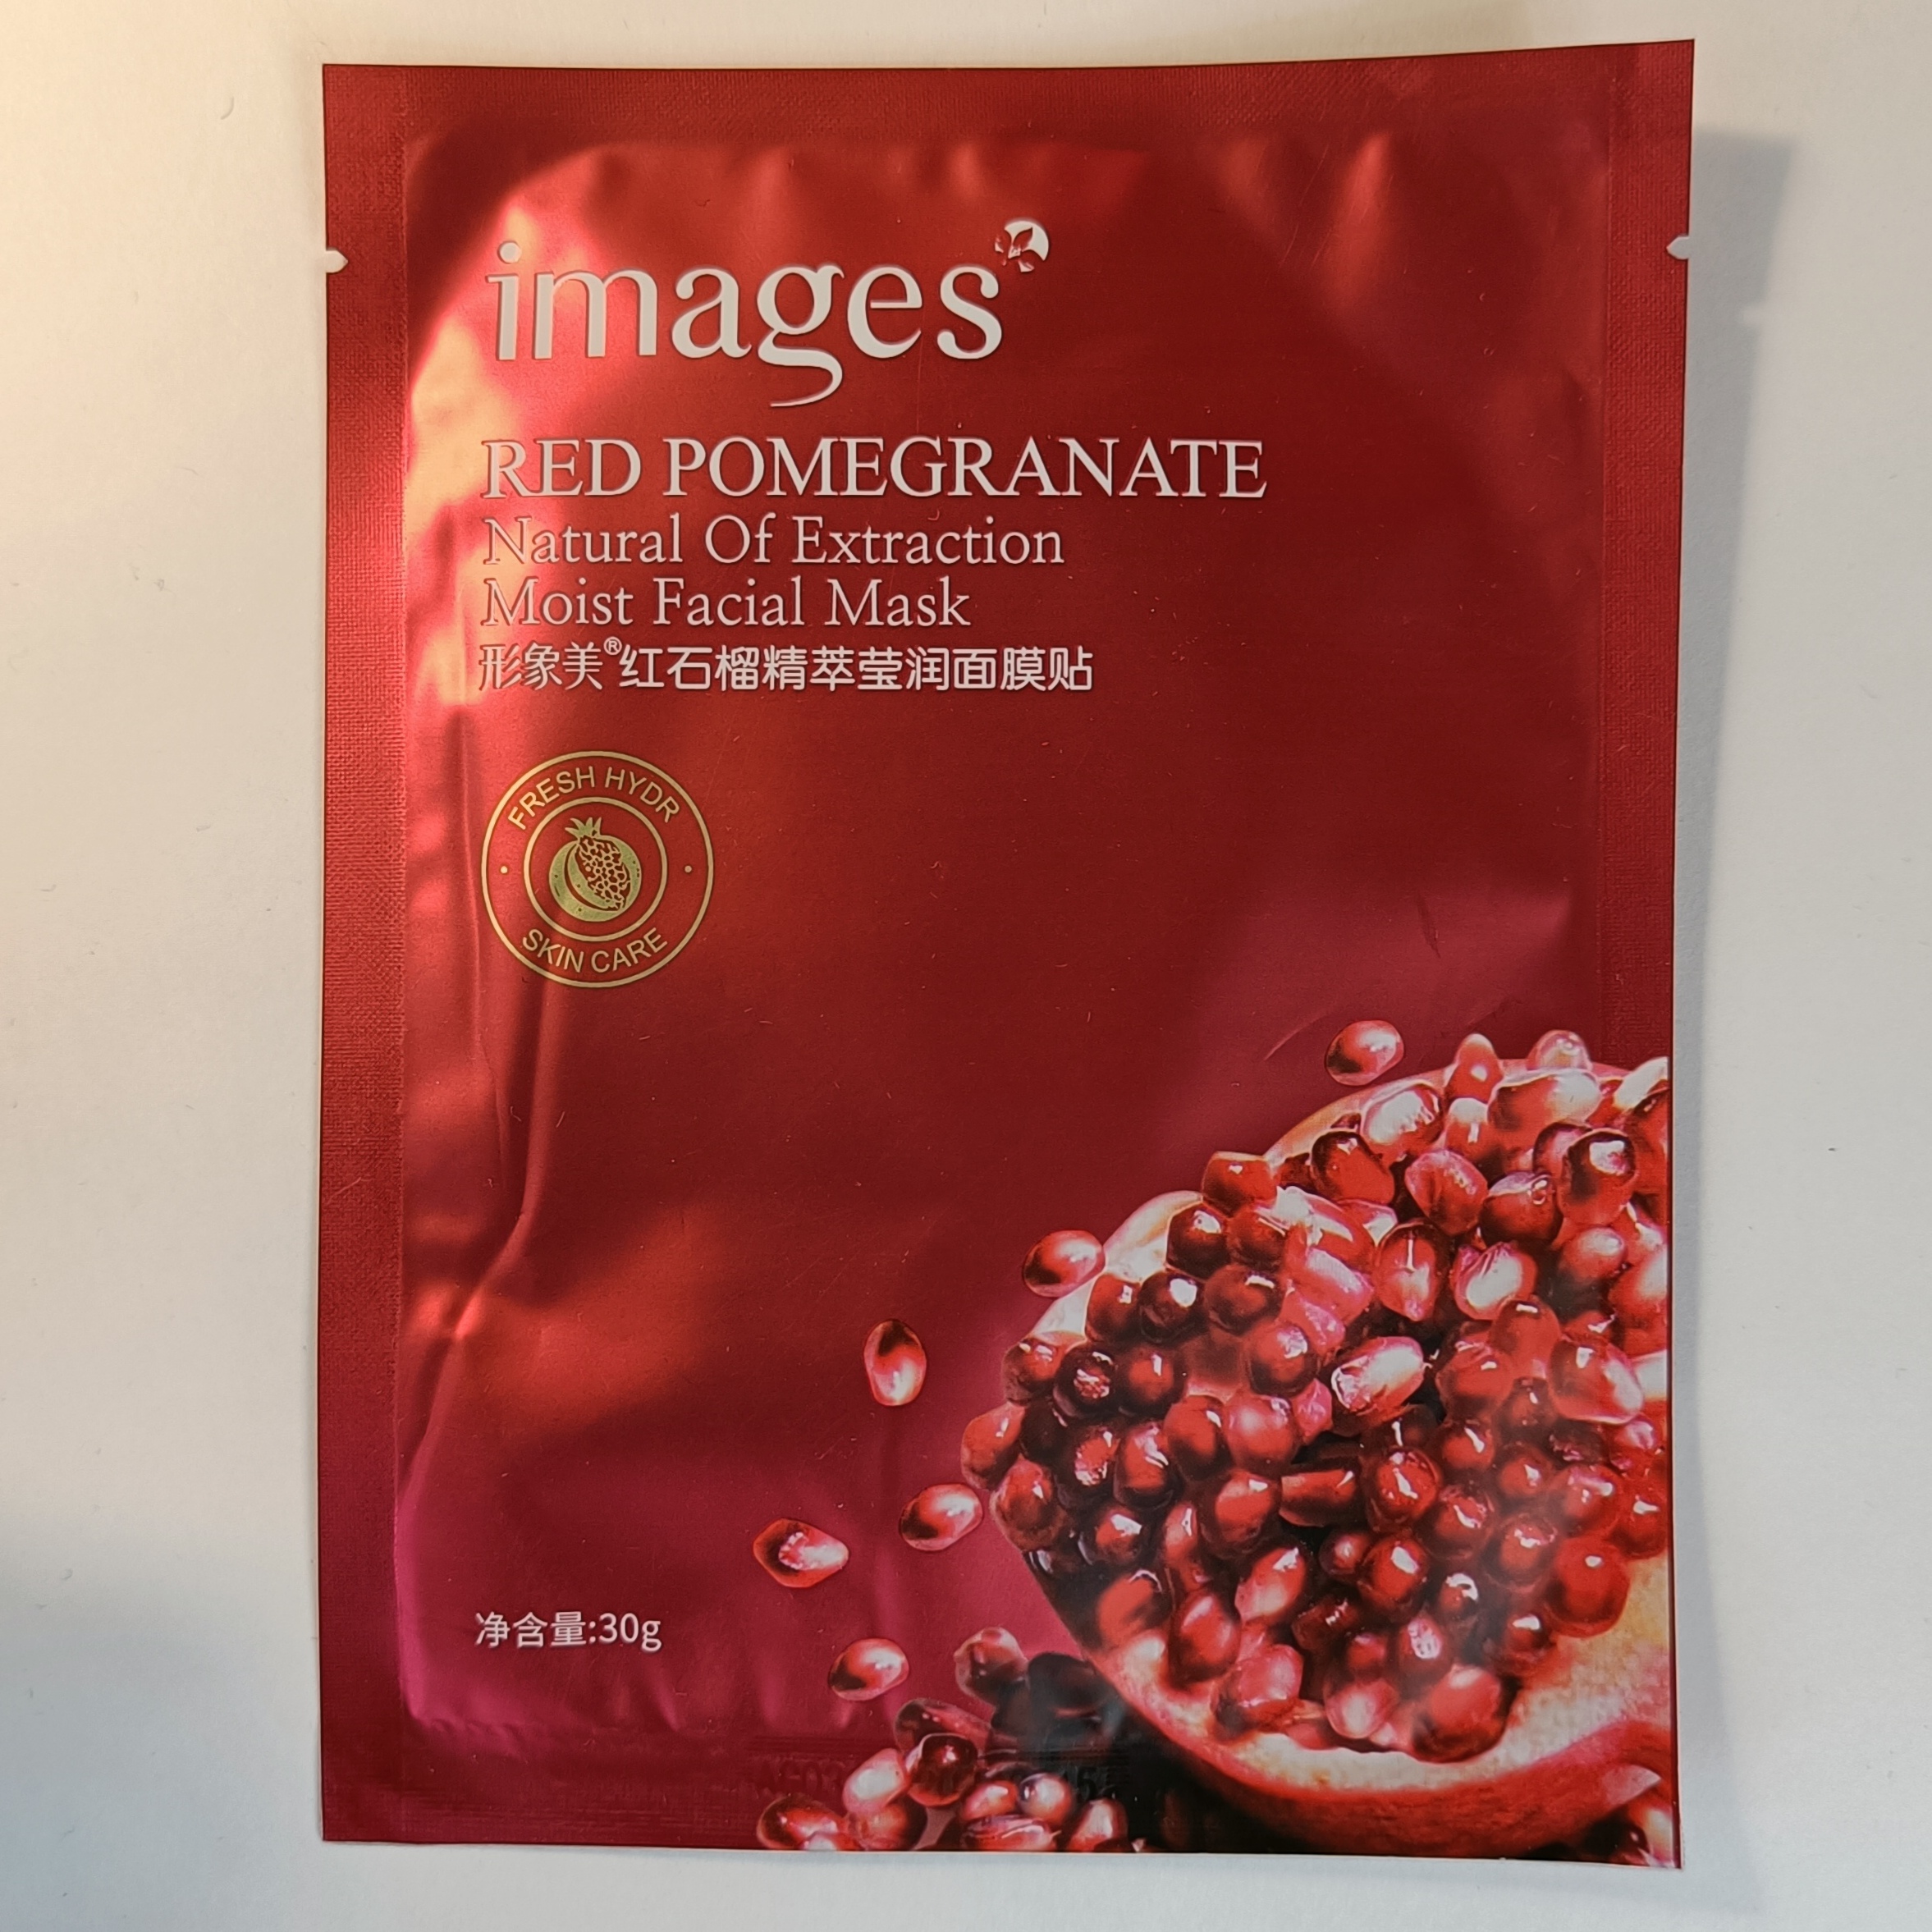 images
RED POMEGRANATE
Natural Of Extraction
Moist Facial Mask
形象美®红石榴精萃莹润面膜贴
FRESH HYDR
SKIN CARE
净含量:30g